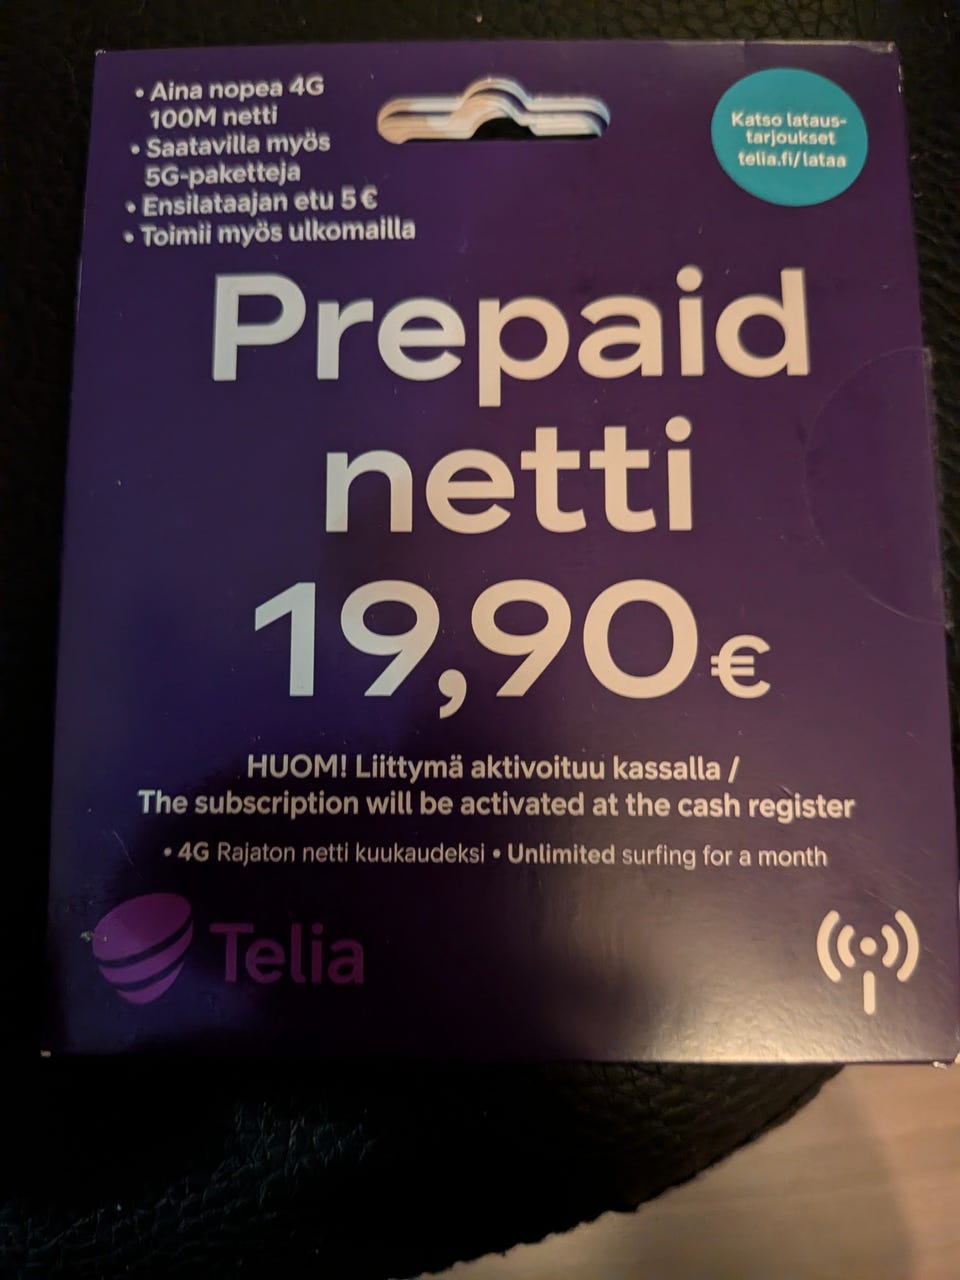 • Aina nopea 4G
100M netti
• Saatavilla myös
5G-paketteja
• Ensilataajan etu 5 €
• Toimii myös ulkomailla
Katso lataus-
tarjoukset
telia.fi/lataa
Prepaid
netti
19,90 €
HUOM! Liittymä aktivoituu kassalla /
The subscription will be activated at the cash register
• 4G Rajaton netti kuukaudeksi • Unlimited surfing for a month
Telia